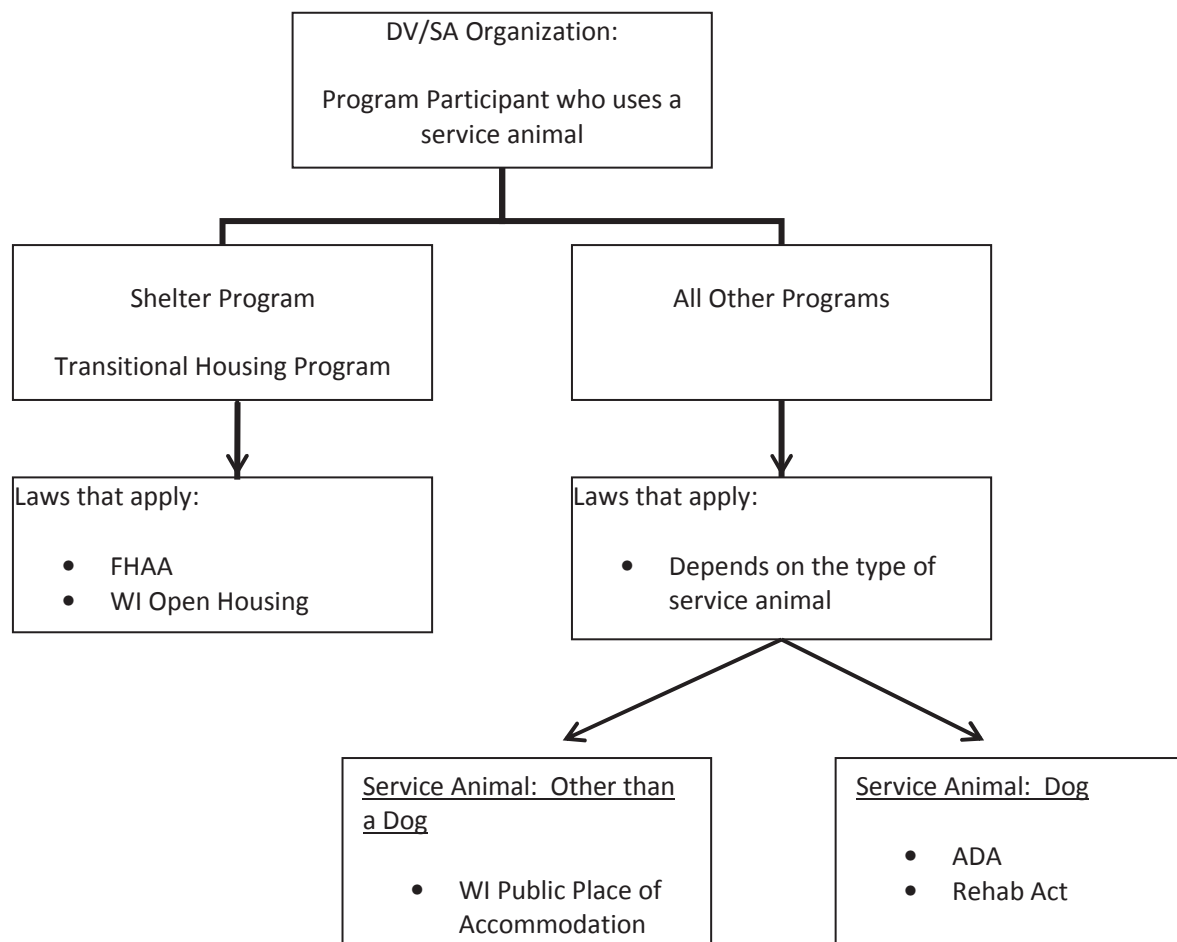 DV/SA Organization:
Program Participant who uses a
service animal
Shelter Program
Transitional Housing Program
All Other Programs
Laws that apply:
• FHAA
• WI Open Housing
Laws that apply:
• Depends on the type of
service animal
Service Animal: Other than
a Dog
• WI Public Place of
Accommodation
Service Animal: Dog
• ADA
• Rehab Act